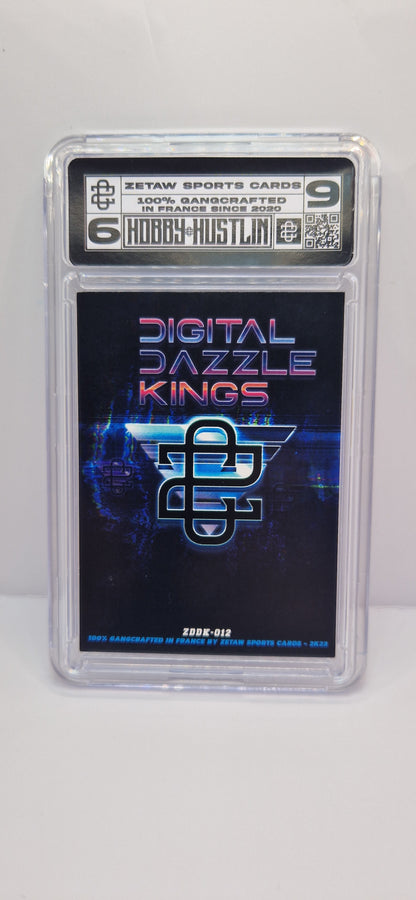 ZETAW SPORTS CARDS
9
100% GANGCRAFTED
IN FRANCE SINCE 2020
6
HOBBY HUSTLIN
DIGITAL
DAZZLE
KINGS
ZDDK-012
100% GANGCRAFTED IN FRANCE BY ZETAW SPORTS CARDS - 2K23